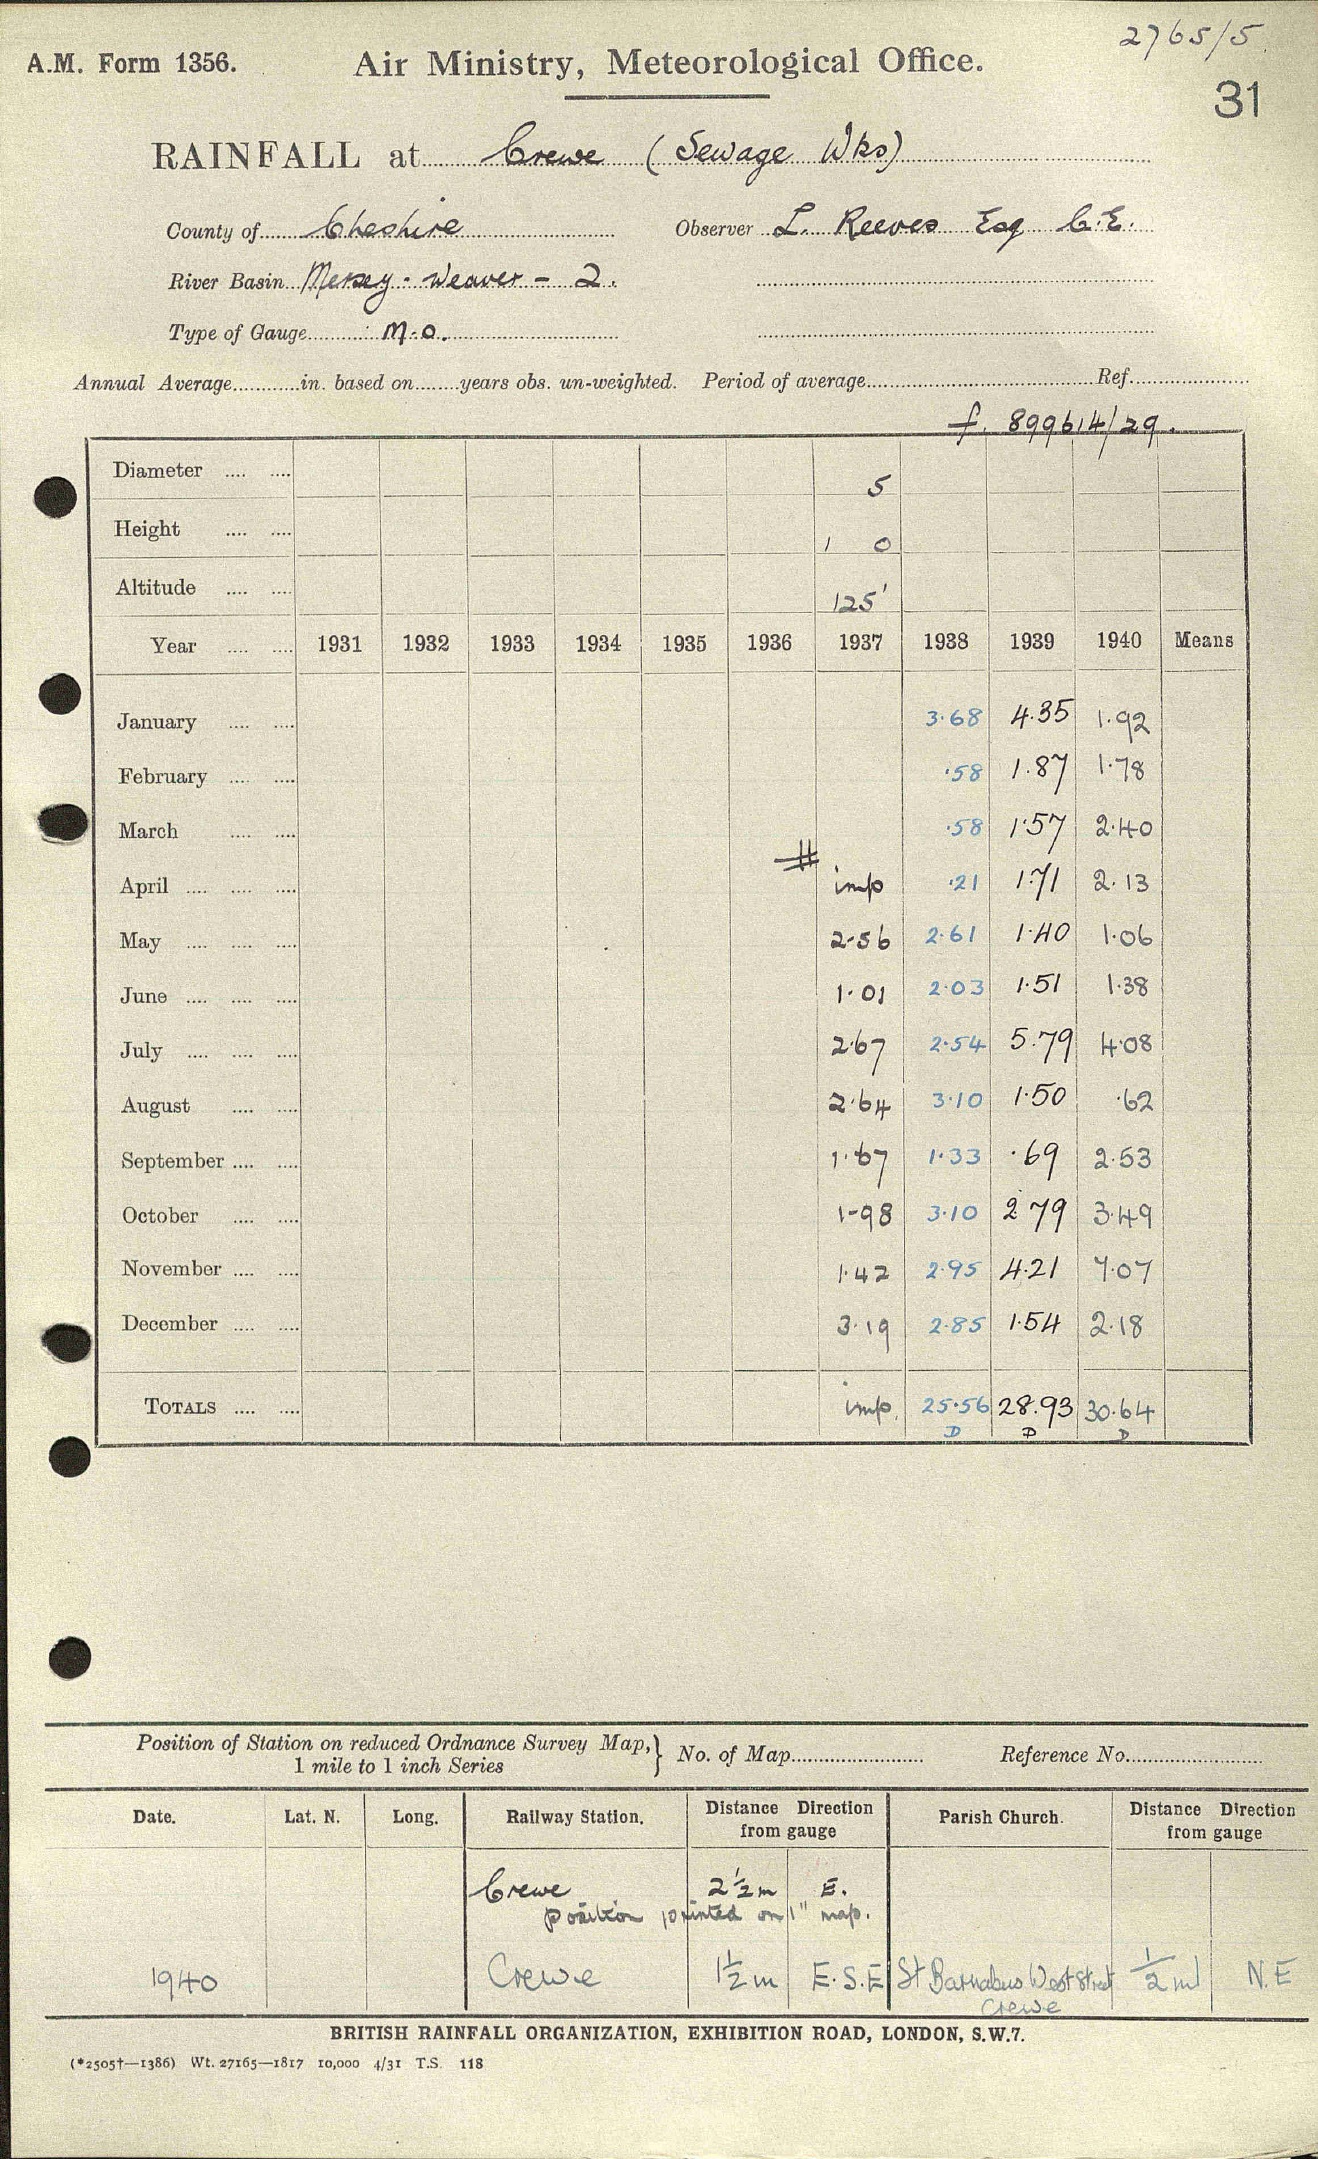 2765/5
A.M. Form 1356.
Air Ministry, Meteorological Office.
31
RAINFALL at Crewe (Sewage Wks)
County of Cheshire Observer L. Reeves Esq C.E.
River Basin Mersey - Weaver - 2.
Type of Gauge M.O.
Annual Average in. based on years obs. un-weighted. Period of average Ref.
f. 899614/29.
Diameter 5
Height 1 0
Altitude 125'
Year 1931 1932 1933 1934 1935 1936 1937 1938 1939 1940 Means
January 3.68 4.35 1.92
February .58 1.87 1.78
March .58 1.57 2.40
April # imp .21 1.71 2.13
May 2.56 2.61 1.40 1.06
June 1.01 2.03 1.51 1.38
July 2.67 2.54 5.79 4.08
August 2.64 3.10 1.50 .62
September 1.67 1.33 .69 2.53
October 1.98 3.10 2.79 3.49
November 1.42 2.95 4.21 7.07
December 3.19 2.85 1.54 2.18
TOTALS imp. 25.56 28.93 30.64
D D D
Position of Station on reduced Ordnance Survey Map, 1 mile to 1 inch Series } No. of Map Reference No.
Date. Lat. N. Long. Railway Station. Distance Direction from gauge Parish Church. Distance Direction from gauge
Crewe 2½ m E.
position printed on 1" map.
1940 Crewe 1½ m E.S.E St Barnabus West Street ½ m N.E
Crewe
BRITISH RAINFALL ORGANIZATION, EXHIBITION ROAD, LONDON, S.W.7.
(*2505†—1386) Wt. 27165—1817 10,000 4/31 T.S. 118